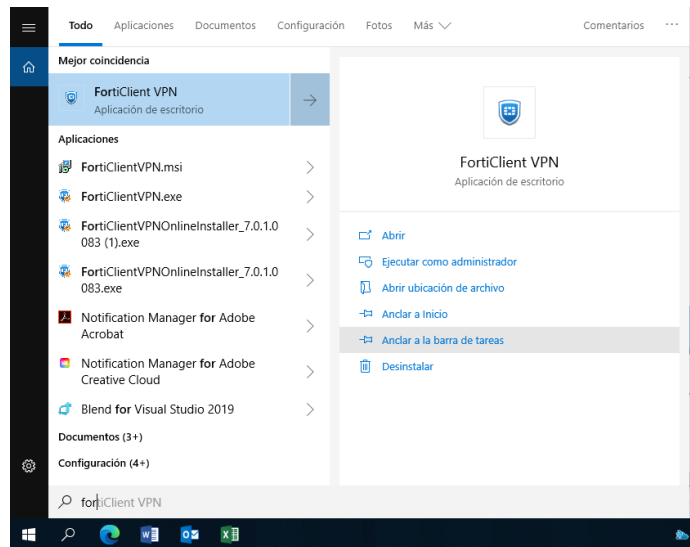 Todo Aplicaciones Documentos Configuración Fotos Más Comentarios ...
Mejor coincidencia
FortiClient VPN
Aplicación de escritorio
Aplicaciones
FortiClientVPN.msi
FortiClientVPN.exe
FortiClientVPNOnlineInstaller_7.0.1.0
083 (1).exe
FortiClientVPNOnlineInstaller_7.0.1.0
083.exe
Notification Manager for Adobe
Acrobat
Notification Manager for Adobe
Creative Cloud
Blend for Visual Studio 2019
Documentos (3+)
Configuración (4+)
fortiClient VPN
FortiClient VPN
Aplicación de escritorio
Abrir
Ejecutar como administrador
Abrir ubicación de archivo
Anclar a Inicio
Anclar a la barra de tareas
Desinstalar